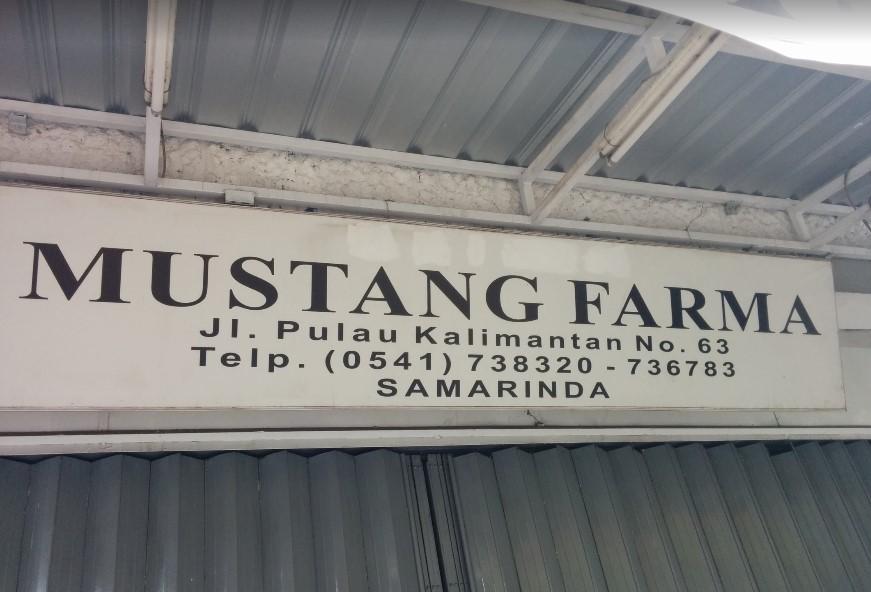 MUSTANG FARMA
Jl. Pulau Kalimantan No. 63
Telp. (0541) 738320 - 736783
SAMARINDA